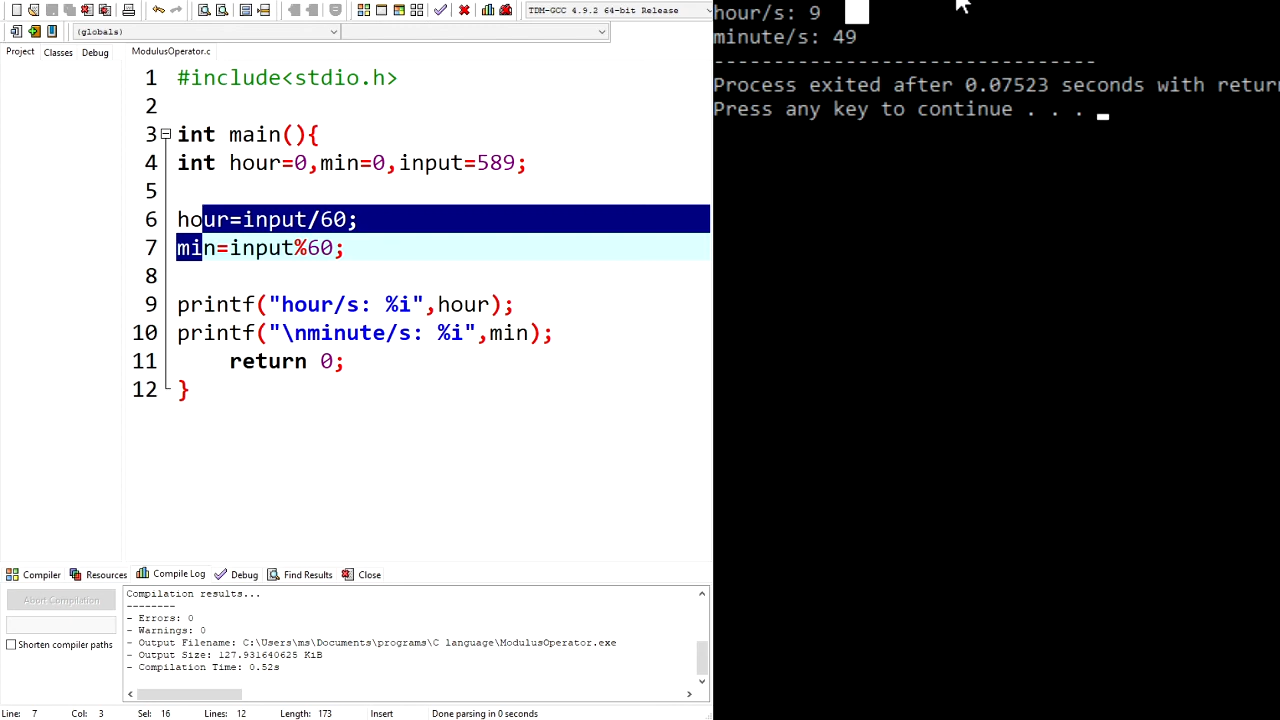 TDM-GCC 4.9.2 64-bit Release
(globals)
Project Classes Debug
ModulusOperator.c
1 #include<stdio.h>
2
3 int main(){
4 int hour=0,min=0,input=589;
5
6 hour=input/60;
7 min=input%60;
8
9 printf("hour/s: %i",hour);
10 printf("\nminute/s: %i",min);
11 return 0;
12 }
Compiler Resources Compile Log Debug Find Results Close
Abort Compilation
Shorten compiler paths
Compilation results...
--------
- Errors: 0
- Warnings: 0
- Output Filename: C:\Users\ms\Documents\programs\C language\ModulusOperator.exe
- Output Size: 127.931640625 KiB
- Compilation Time: 0.52s
Line: 7 Col: 3 Sel: 16 Lines: 12 Length: 173 Insert Done parsing in 0 seconds
hour/s: 9
minute/s: 49
--------------------------------
Process exited after 0.07523 seconds with return
Press any key to continue . . .